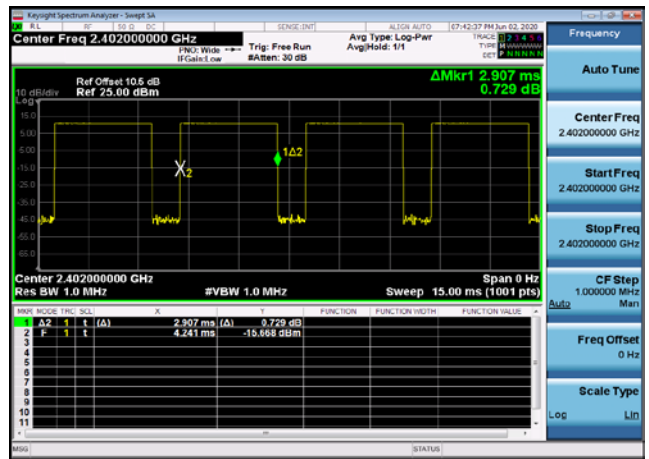 Keysight Spectrum Analyzer - Swept SA
RL RF 50 Ω DC SENSE:INT ALIGN AUTO 07:42:37 PM Jun 02, 2020
Center Freq 2.402000000 GHz
PNO: Wide
IFGain:Low
Trig: Free Run
#Atten: 30 dB
Avg Type: Log-Pwr
Avg|Hold: 1/1
TRACE 1 2 3 4 5 6
TYPE M WWWWW
DET P N N N N N
Frequency
Auto Tune
Center Freq
2.402000000 GHz
Start Freq
2.402000000 GHz
Stop Freq
2.402000000 GHz
CF Step
1.000000 MHz
Auto Man
Freq Offset
0 Hz
Scale Type
Log Lin
Ref Offset 10.5 dB
10 dB/div Ref 25.00 dBm
Log
ΔMkr1 2.907 ms
0.729 dB
15.0
5.00
-5.00
-15.0
-25.0
-35.0
-45.0
-55.0
-65.0
X2
1Δ2
Center 2.402000000 GHz Span 0 Hz
Res BW 1.0 MHz #VBW 1.0 MHz Sweep 15.00 ms (1001 pts)
MKR MODE TRC SCL X Y FUNCTION FUNCTION WIDTH FUNCTION VALUE
1 Δ2 1 t (Δ) 2.907 ms (Δ) 0.729 dB
2 F 1 t 4.241 ms -15.668 dBm
3
4
5
6
7
8
9
10
11
MSG STATUS